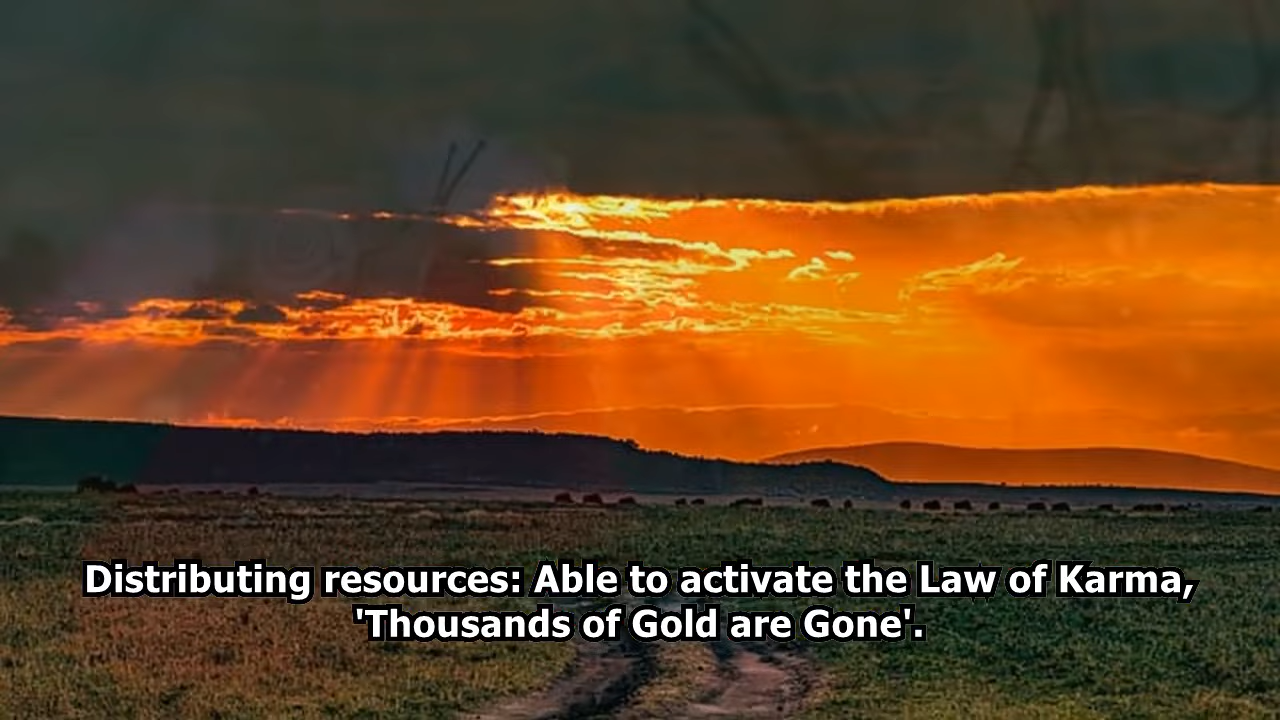 Distributing resources: Able to activate the Law of Karma,
'Thousands of Gold are Gone'.